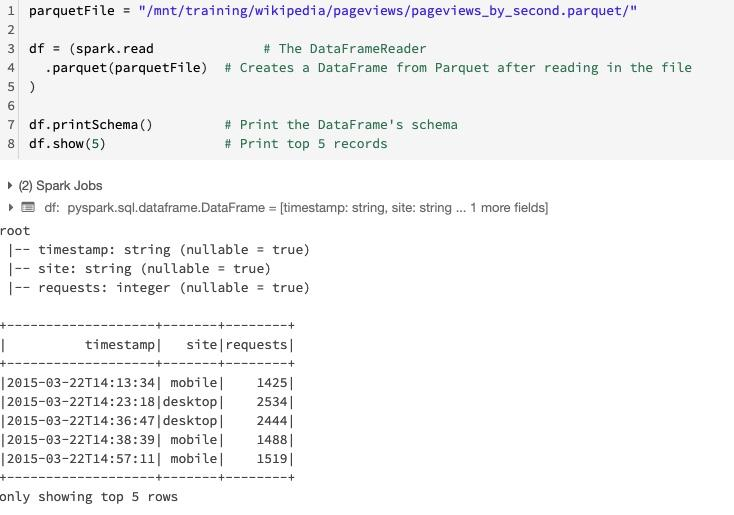 1 parquetFile = "/mnt/training/wikipedia/pageviews/pageviews_by_second.parquet/"
2
3 df = (spark.read              # The DataFrameReader
4   .parquet(parquetFile)  # Creates a DataFrame from Parquet after reading in the file
5 )
6
7 df.printSchema()         # Print the DataFrame's schema
8 df.show(5)               # Print top 5 records
(2) Spark Jobs
df: pyspark.sql.dataframe.DataFrame = [timestamp: string, site: string ... 1 more fields]
root
 |-- timestamp: string (nullable = true)
 |-- site: string (nullable = true)
 |-- requests: integer (nullable = true)
+-------------------+-------+--------+
|          timestamp|   site|requests|
+-------------------+-------+--------+
|2015-03-22T14:13:34| mobile|    1425|
|2015-03-22T14:23:18|desktop|    2534|
|2015-03-22T14:36:47|desktop|    2444|
|2015-03-22T14:38:39| mobile|    1488|
|2015-03-22T14:57:11| mobile|    1519|
+-------------------+-------+--------+
only showing top 5 rows